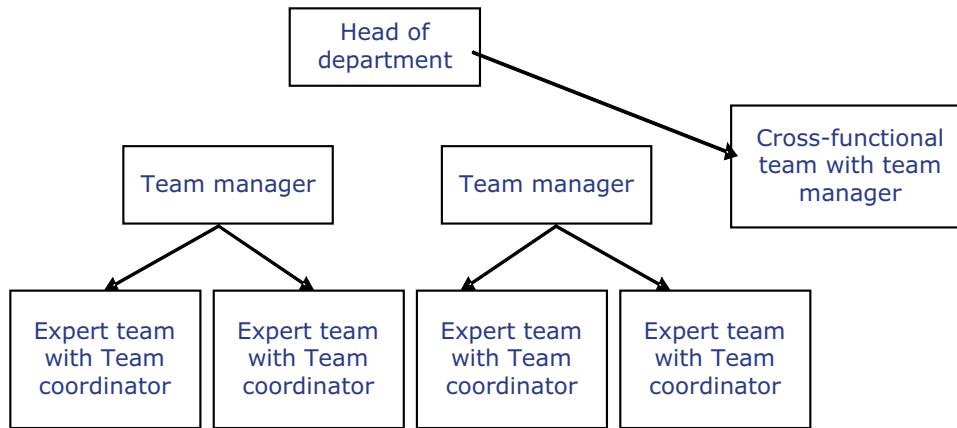 Head of
department
Cross-functional
team with team
manager
Team manager
Team manager
Expert team
with Team
coordinator
Expert team
with Team
coordinator
Expert team
with Team
coordinator
Expert team
with Team
coordinator